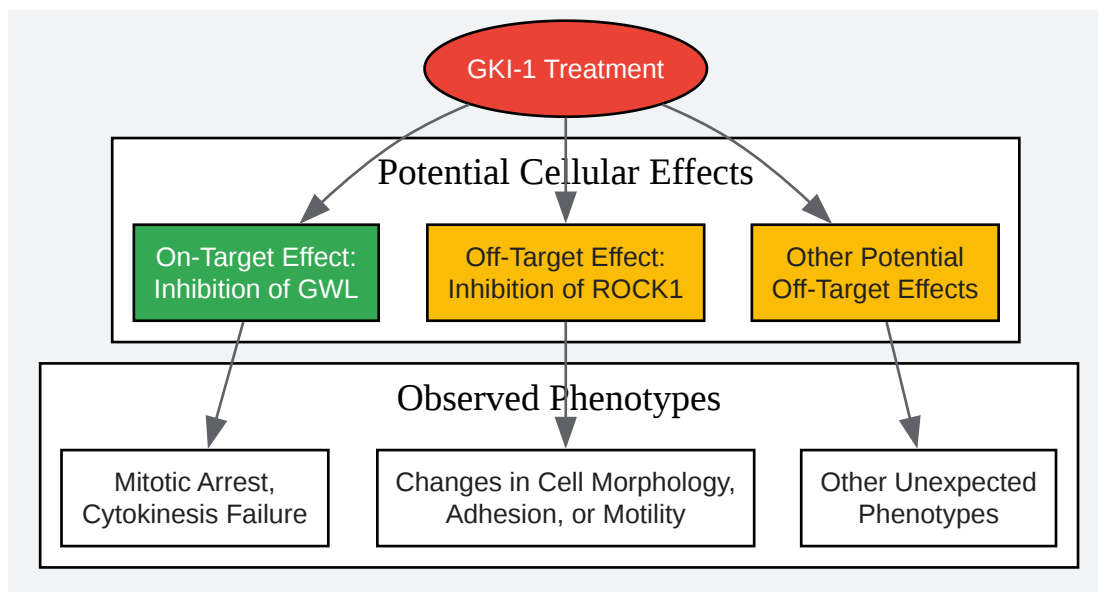 GKI-1 Treatment
Potential Cellular Effects
On-Target Effect:
Inhibition of GWL
Off-Target Effect:
Inhibition of ROCK1
Other Potential
Off-Target Effects
Observed Phenotypes
Mitotic Arrest,
Cytokinesis Failure
Changes in Cell Morphology,
Adhesion, or Motility
Other Unexpected
Phenotypes